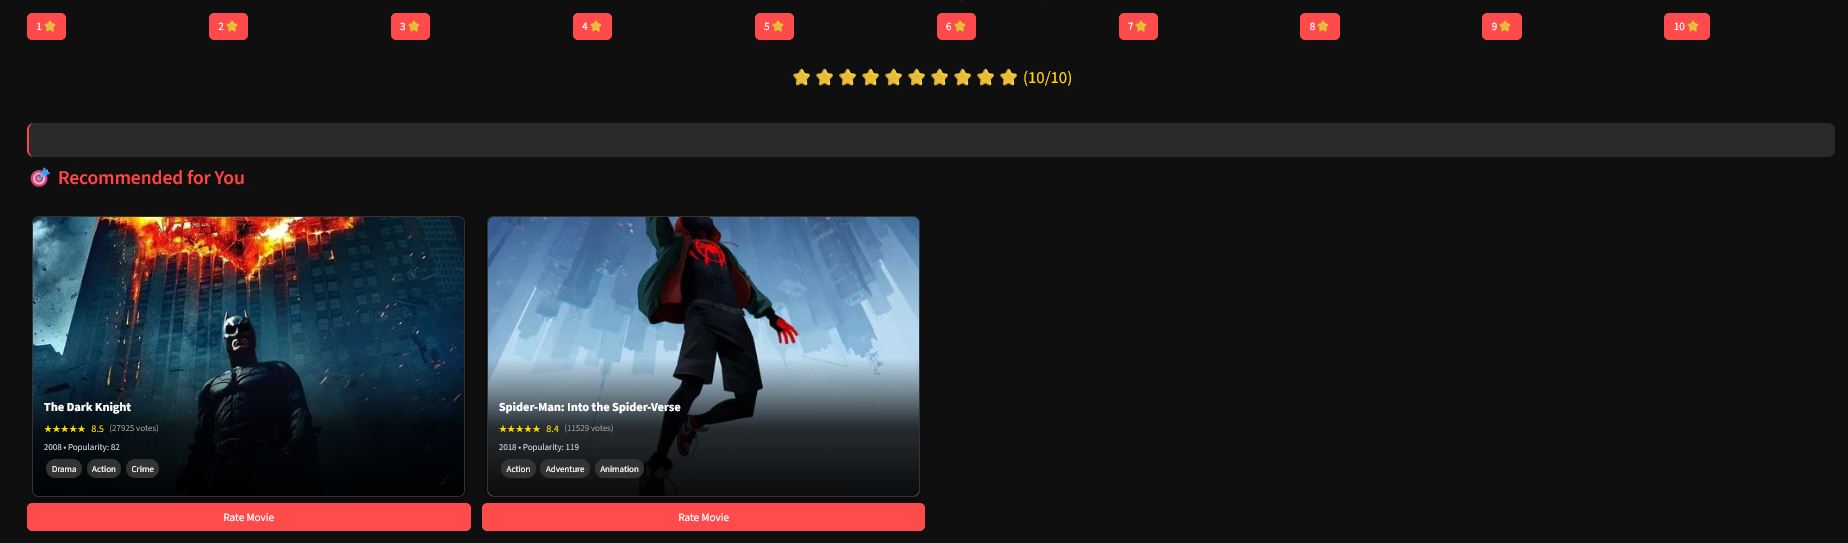 1 ⭐ 2 ⭐ 3 ⭐ 4 ⭐ 5 ⭐ 6 ⭐ 7 ⭐ 8 ⭐ 9 ⭐ 10 ⭐
⭐⭐⭐⭐⭐⭐⭐⭐⭐⭐ (10/10)
🎯 Recommended for You
The Dark Knight
★★★★★ 8.5 (27925 votes)
2008 • Popularity: 82
Drama Action Crime
Rate Movie
Spider-Man: Into the Spider-Verse
★★★★★ 8.4 (11529 votes)
2018 • Popularity: 119
Action Adventure Animation
Rate Movie